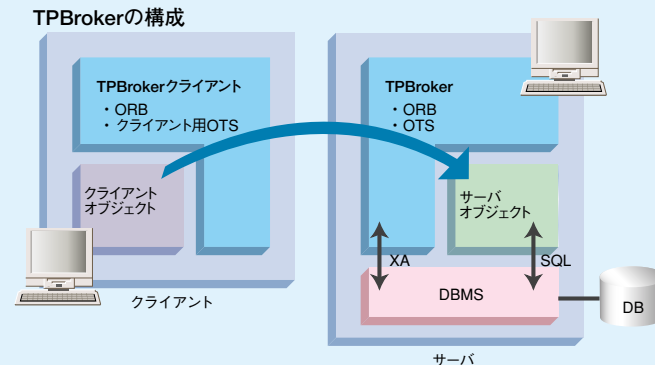 TPBrokerの構成
TPBrokerクライアント
・ORB
・クライアント用OTS
クライアント
オブジェクト
クライアント
TPBroker
・ORB
・OTS
サーバ
オブジェクト
XA
SQL
DBMS
DB
サーバ